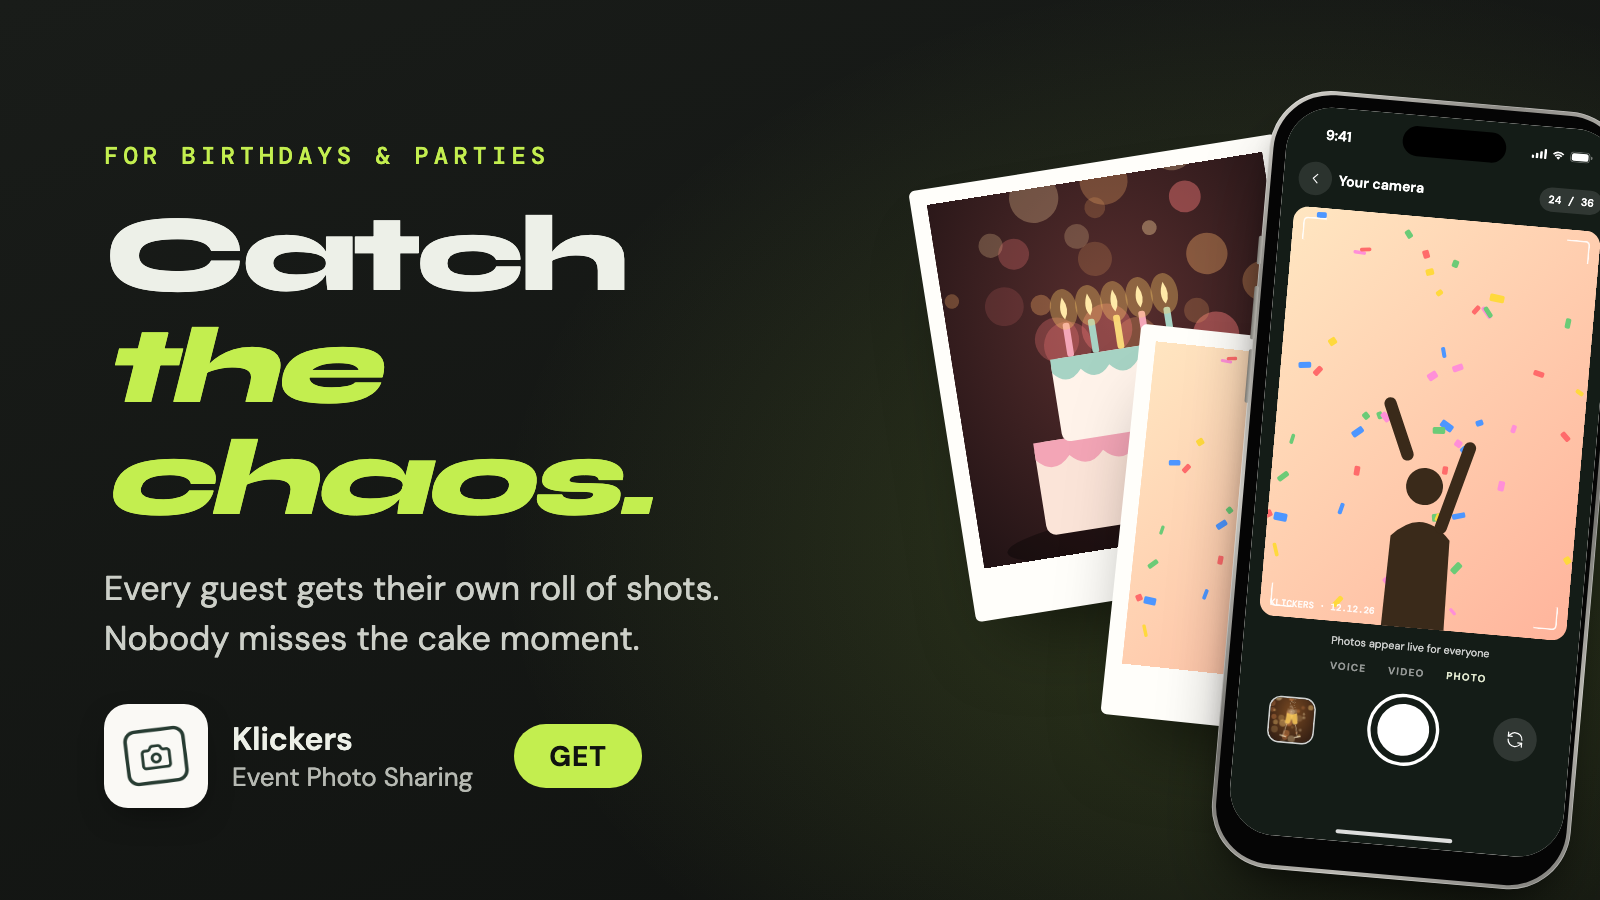 FOR BIRTHDAYS & PARTIES
Catch
the
chaos.
Every guest gets their own roll of shots.
Nobody misses the cake moment.
Klickers
Event Photo Sharing
GET
9:41
Your camera
24 / 36
KLICKERS · 12.12.26
Photos appear live for everyone
VOICE VIDEO PHOTO